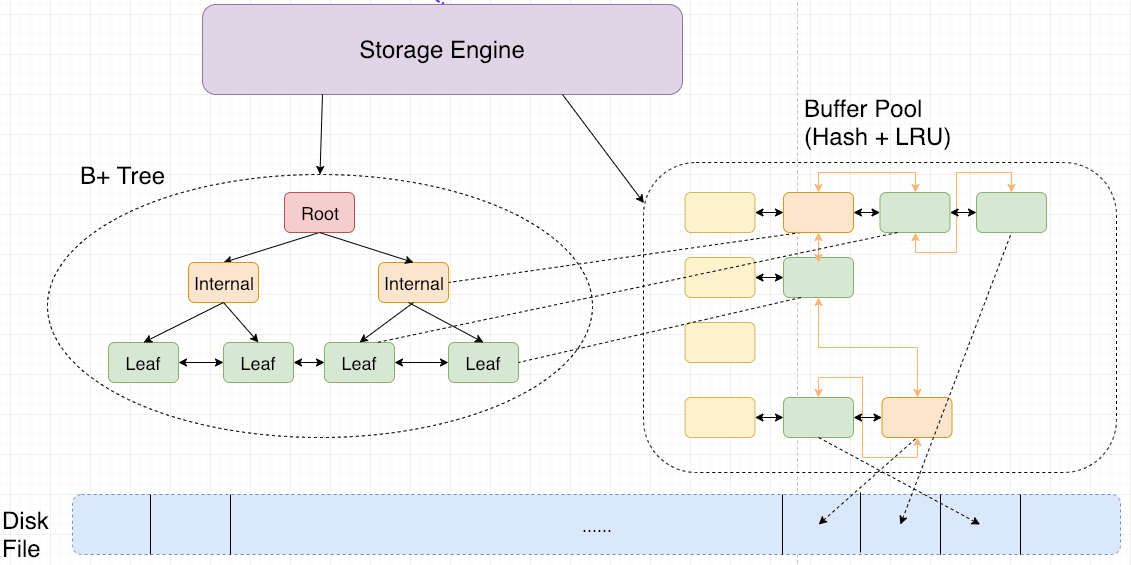 Storage Engine
Buffer Pool
(Hash + LRU)
B+ Tree
Root
Internal
Internal
Leaf
Leaf
Leaf
Leaf
Disk
File
......